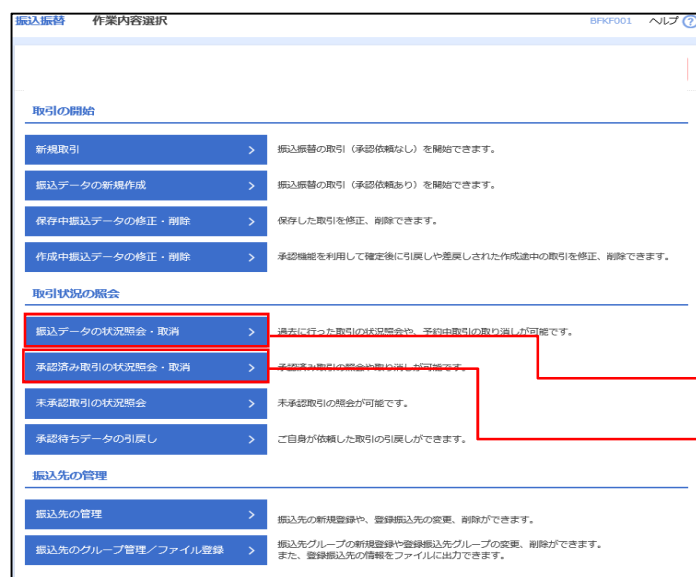 振込振替 作業内容選択 BFKF001 ヘルプ ?
取引の開始
新規取引 > 振込振替の取引（承認依頼なし）を開始できます。
振込データの新規作成 > 振込振替の取引（承認依頼あり）を開始できます。
保存中振込データの修正・削除 > 保存した取引を修正、削除できます。
作成中振込データの修正・削除 > 承認機能を利用して確定後に引戻しや差戻しされた作成途中の取引を修正、削除できます。
取引状況の照会
振込データの状況照会・取消 > 過去に行った取引の状況照会や、予約中取引の取り消しが可能です。
承認済み取引の状況照会・取消 > 承認済み取引の照会や取り消しが可能です。
未承認取引の状況照会 > 未承認取引の照会が可能です。
承認待ちデータの引戻し > ご自身が依頼した取引の引戻しができます。
振込先の管理
振込先の管理 > 振込先の新規登録や、登録振込先の変更、削除ができます。
振込先のグループ管理／ファイル登録 > 振込先グループの新規登録や登録振込先グループの変更、削除ができます。
また、登録振込先の情報をファイルに出力できます。